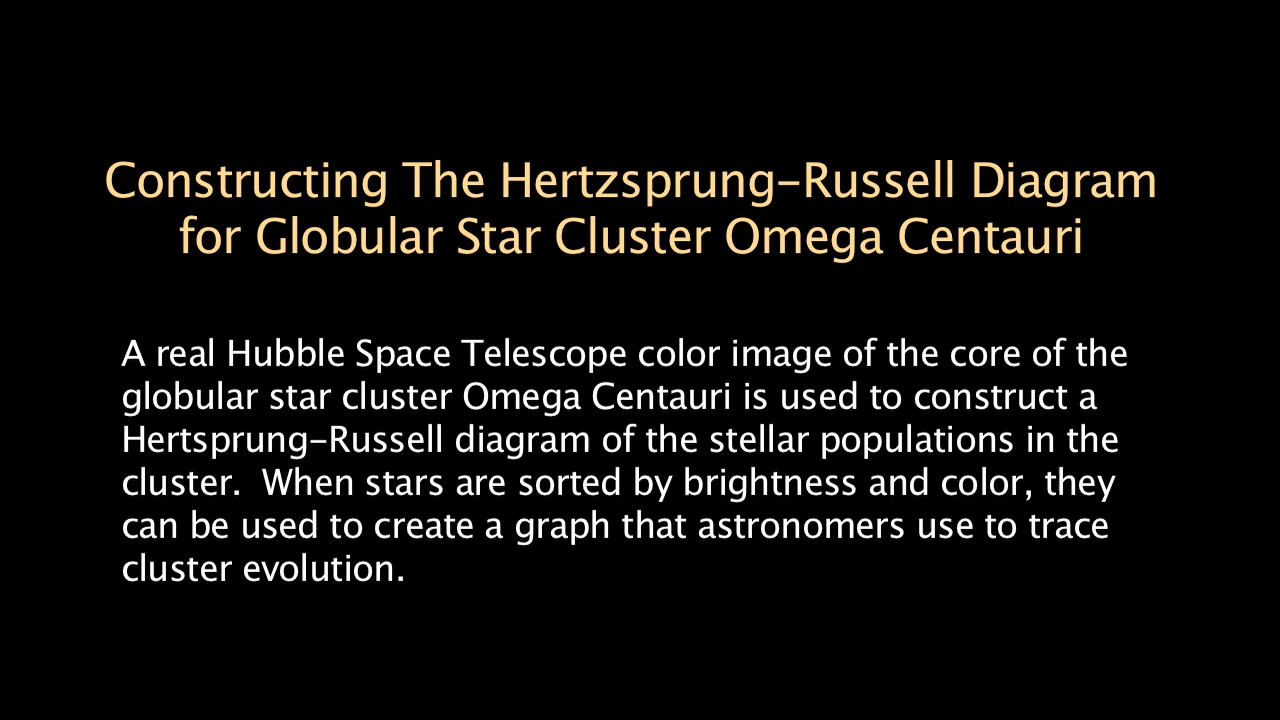 Constructing The Hertzsprung–Russell Diagram
for Globular Star Cluster Omega Centauri
A real Hubble Space Telescope color image of the core of the
globular star cluster Omega Centauri is used to construct a
Hertsprung–Russell diagram of the stellar populations in the
cluster.  When stars are sorted by brightness and color, they
can be used to create a graph that astronomers use to trace
cluster evolution.